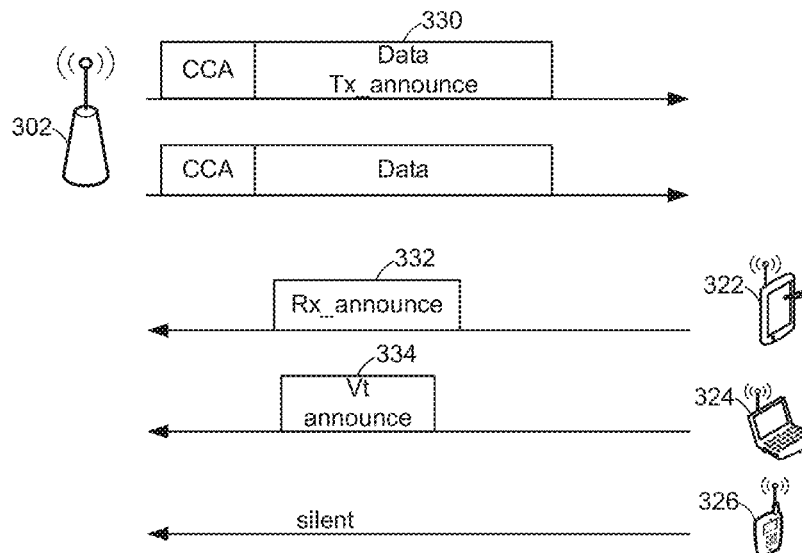 330
CCA
Data
Tx_announce
302
CCA
Data
332
Rx_announce
322
334
Vt
announce
324
silent
326